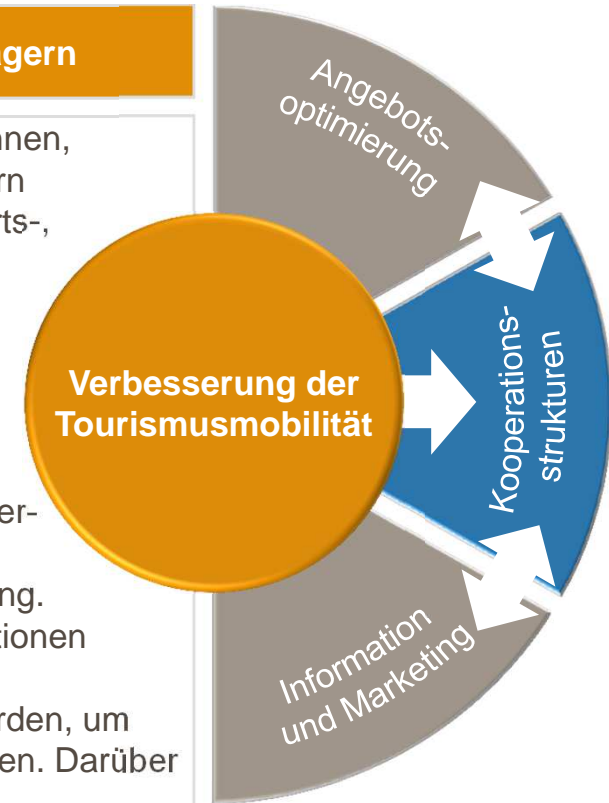 gern
nnen,
rn
rts-,
er-
ng.
tionen
rden, um
en. Darüber
Verbesserung der
Tourismusmobilität
Angebots-
optimierung
Kooperations-
strukturen
Information
und Marketing